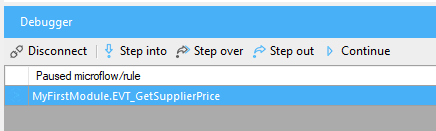 Debugger
Disconnect Step into Step over Step out Continue
Paused microflow/rule
MyFirstModule.EVT_GetSupplierPrice